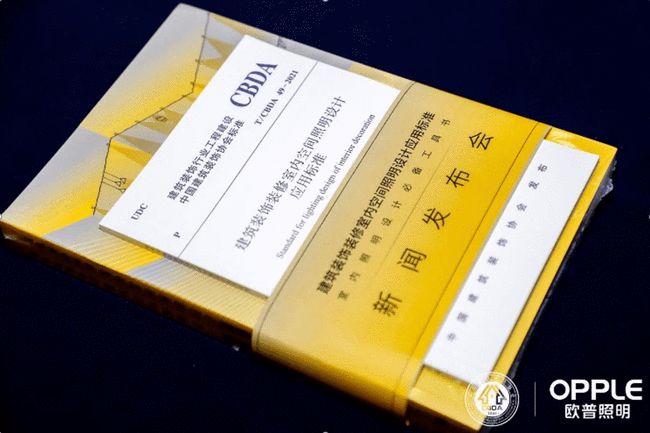 建筑装饰行业工程建设
中国建筑装饰协会标准
CBDA
T/CBDA 49-2021
UDC
P
建筑装饰装修室内空间照明设计
应用标准
Standard for lighting design of interior decoration
建筑装饰装修室内空间照明设计应用标准
室内照明设计必备工具书
新闻发布会
中国建筑装饰协会发布
CBDA
OPPLE
欧普照明